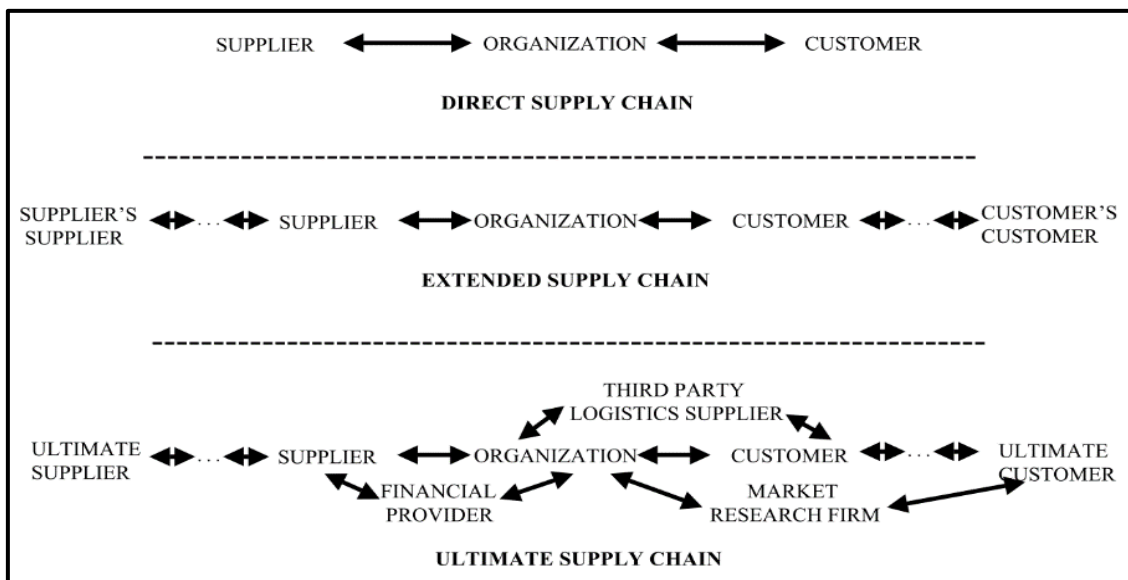 SUPPLIER ORGANIZATION CUSTOMER
DIRECT SUPPLY CHAIN
SUPPLIER'S
SUPPLIER
... SUPPLIER ORGANIZATION CUSTOMER ...
CUSTOMER'S
CUSTOMER
EXTENDED SUPPLY CHAIN
THIRD PARTY
LOGISTICS SUPPLIER
ULTIMATE
SUPPLIER
... SUPPLIER ORGANIZATION CUSTOMER ...
ULTIMATE
CUSTOMER
FINANCIAL
PROVIDER
MARKET
RESEARCH FIRM
ULTIMATE SUPPLY CHAIN